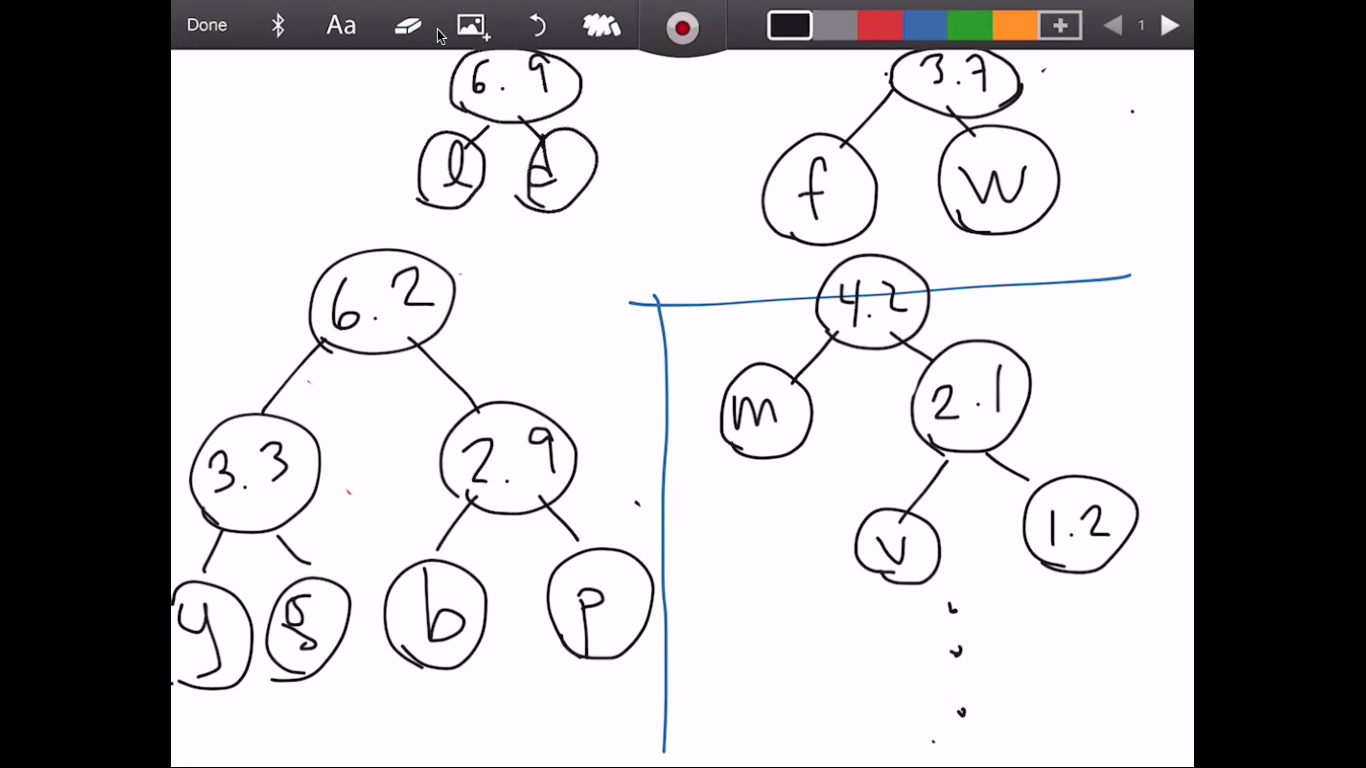 Done Aa 1
6.9 3.7
l f w
6.2 4.2
m 2.1
3.3 2.9
v 1.2
y g b p